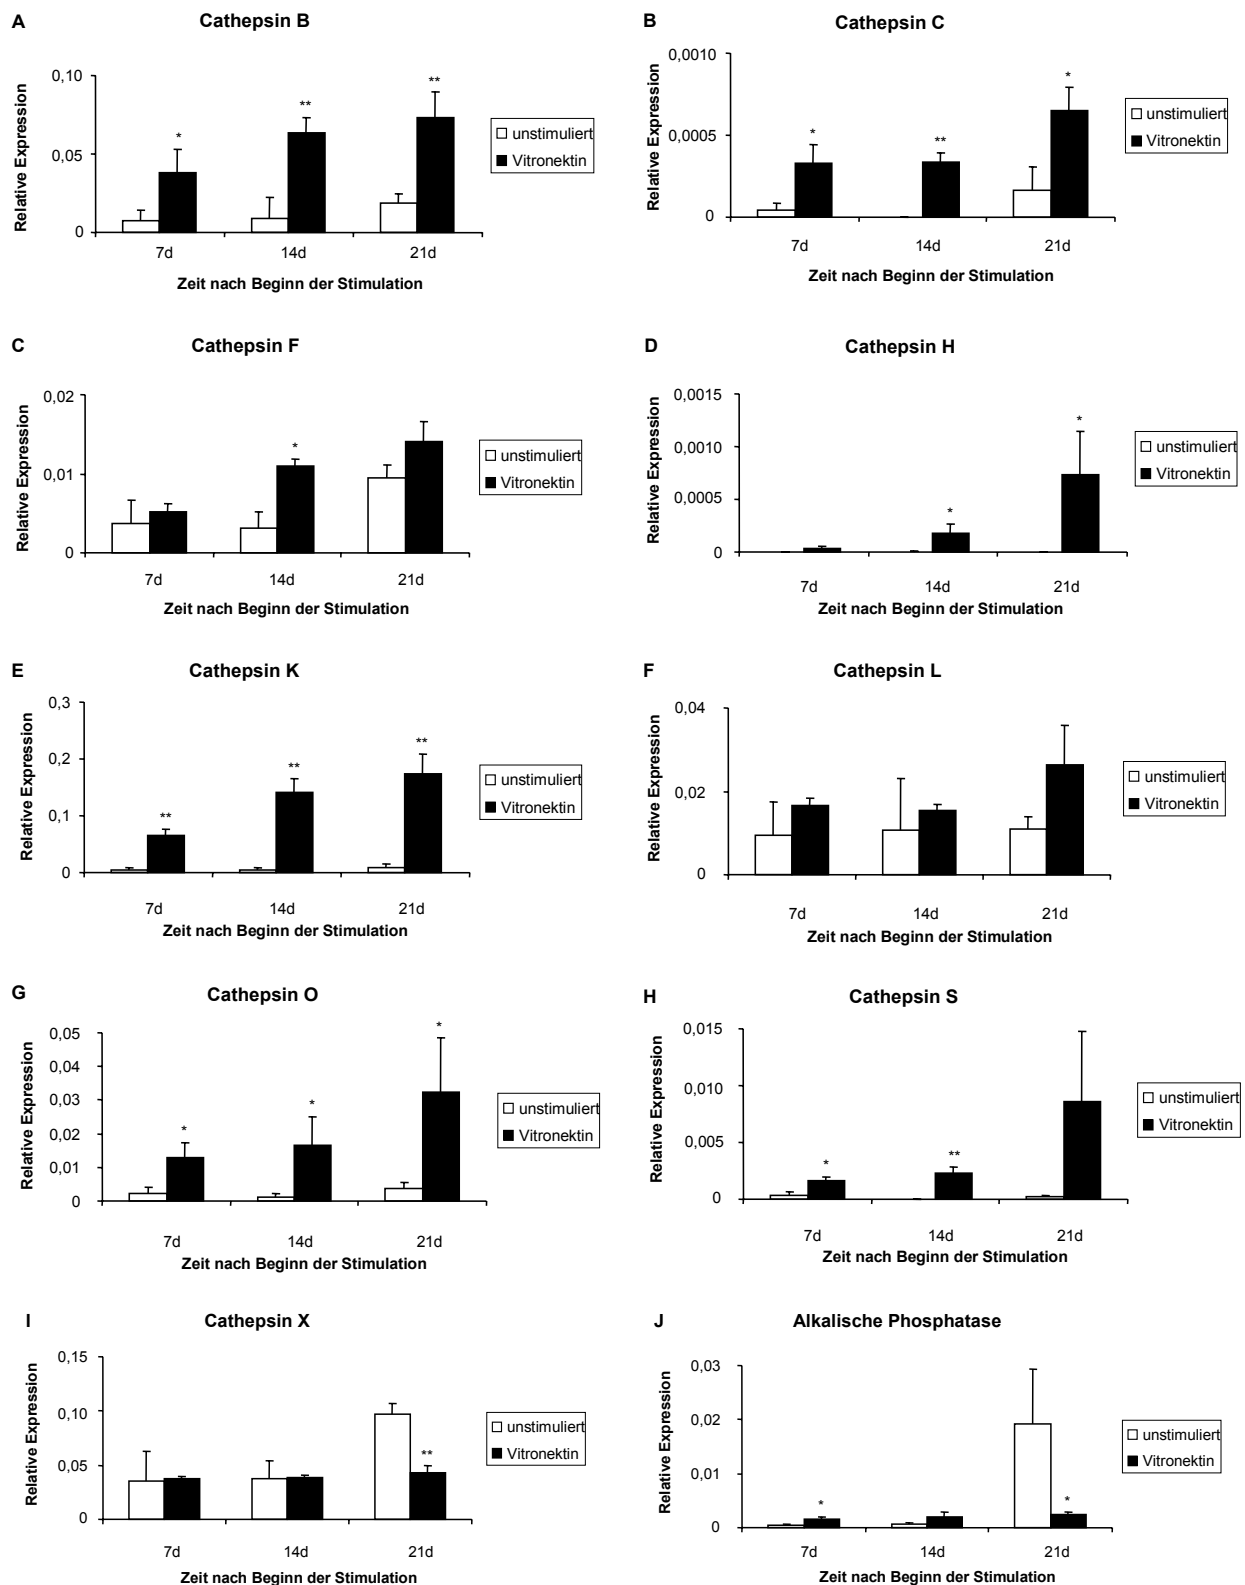 A Cathepsin B
Relative Expression
0,10
0,05
0
* ** **
7d 14d 21d
Zeit nach Beginn der Stimulation
unstimuliert
Vitronektin
B Cathepsin C
Relative Expression
0,0010
0,0005
0
* ** *
7d 14d 21d
Zeit nach Beginn der Stimulation
unstimuliert
Vitronektin
C Cathepsin F
Relative Expression
0,02
0,01
0
*
7d 14d 21d
Zeit nach Beginn der Stimulation
unstimuliert
Vitronektin
D Cathepsin H
Relative Expression
0,0015
0,0010
0,0005
0
* *
7d 14d 21d
Zeit nach Beginn der Stimulation
unstimuliert
Vitronektin
E Cathepsin K
Relative Expression
0,3
0,2
0,1
0
** ** **
7d 14d 21d
Zeit nach Beginn der Stimulation
unstimuliert
Vitronektin
F Cathepsin L
Relative Expression
0,04
0,02
0
7d 14d 21d
Zeit nach Beginn der Stimulation
unstimuliert
Vitronektin
G Cathepsin O
Relative Expression
0,05
0,04
0,03
0,02
0,01
0
* * *
7d 14d 21d
Zeit nach Beginn der Stimulation
unstimuliert
Vitronektin
H Cathepsin S
Relative Expression
0,015
0,010
0,005
0
* **
7d 14d 21d
Zeit nach Beginn der Stimulation
unstimuliert
Vitronektin
I Cathepsin X
Relative Expression
0,15
0,10
0,05
0
**
7d 14d 21d
Zeit nach Beginn der Stimulation
unstimuliert
Vitronektin
J Alkalische Phosphatase
Relative Expression
0,03
0,02
0,01
0
* *
7d 14d 21d
Zeit nach Beginn der Stimulation
unstimuliert
Vitronektin